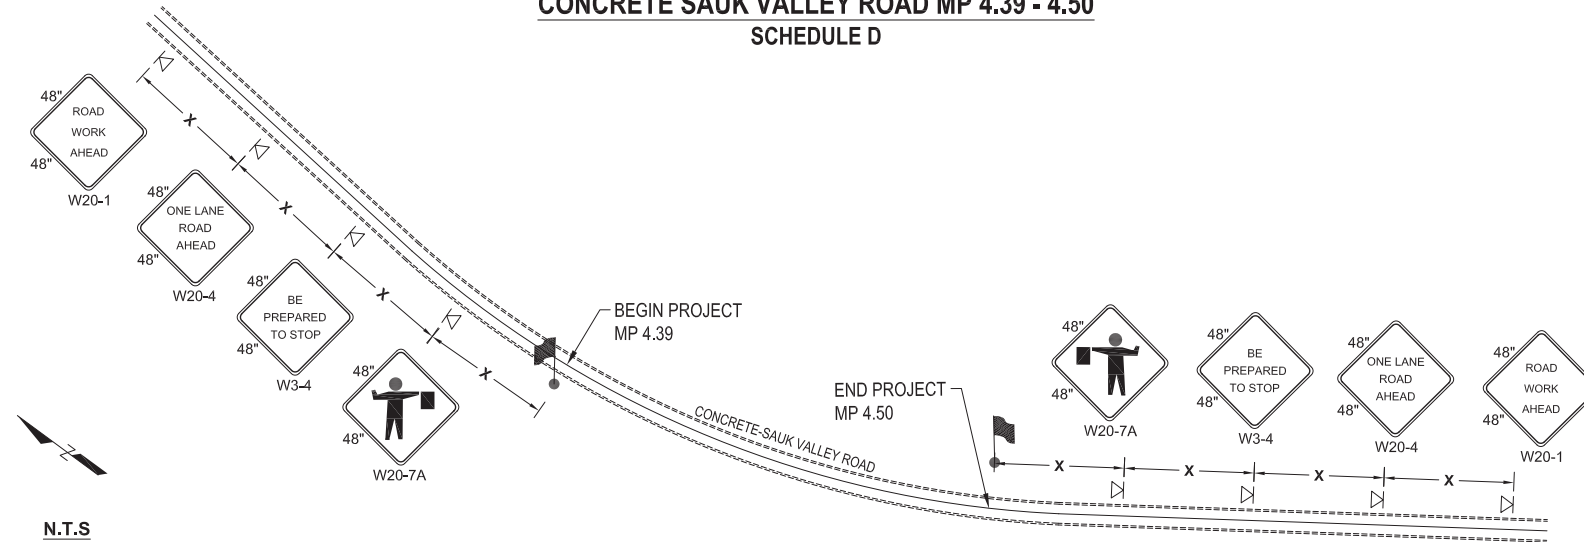 CONCRETE SAUK VALLEY ROAD MP 4.39 - 4.50
SCHEDULE D
48"
ROAD
WORK
AHEAD
48"
W20-1
X
48"
ONE LANE
ROAD
AHEAD
48"
W20-4
X
48"
BE
PREPARED
TO STOP
48"
W3-4
X
48"
48"
W20-7A
X
BEGIN PROJECT
MP 4.39
CONCRETE-SAUK VALLEY ROAD
END PROJECT
MP 4.50
48"
48"
W20-7A
X
48"
BE
PREPARED
TO STOP
48"
W3-4
X
48"
ONE LANE
ROAD
AHEAD
48"
W20-4
X
48"
ROAD
WORK
AHEAD
48"
W20-1
X
N
N.T.S